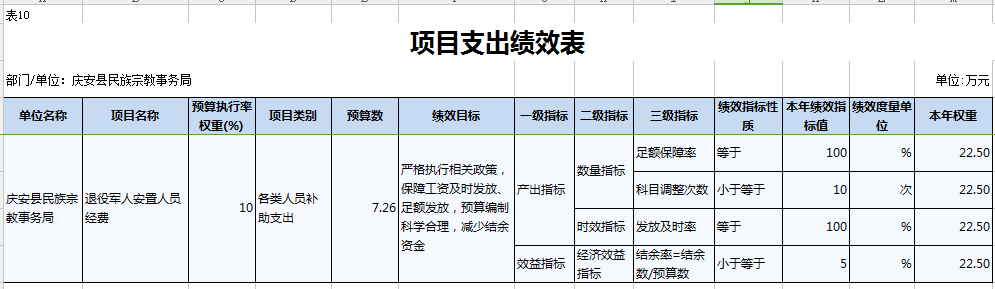 表10
项目支出绩效表
部门/单位：庆安县民族宗教事务局 单位:万元
单位名称 项目名称 预算执行率权重(%) 项目类别 预算数 绩效目标 一级指标 二级指标 三级指标 绩效指标性质 本年绩效指标值 绩效度量单位 本年权重
庆安县民族宗教事务局 退役军人安置人员经费 10 各类人员补助支出 7.26 严格执行相关政策，保障工资及时发放、足额发放，预算编制科学合理，减少结余资金 产出指标 数量指标 足额保障率 等于 100 % 22.50
科目调整次数 小于等于 10 次 22.50
时效指标 发放及时率 等于 100 % 22.50
效益指标 经济效益指标 结余率=结余数/预算数 小于等于 5 % 22.50